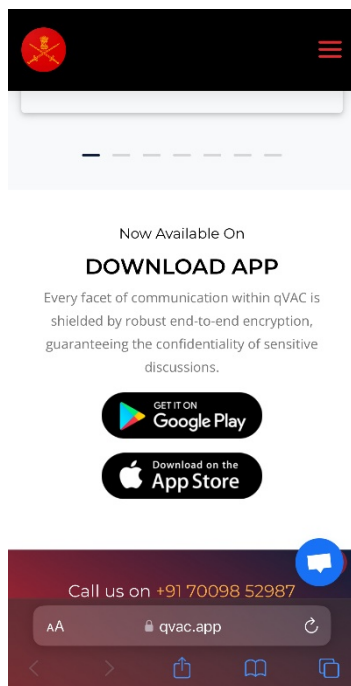 Now Available On
DOWNLOAD APP
Every facet of communication within qVAC is
shielded by robust end-to-end encryption,
guaranteeing the confidentiality of sensitive
discussions.
GET IT ON
Google Play
Download on the
App Store
Call us on +91 70098 52987
AA qvac.app